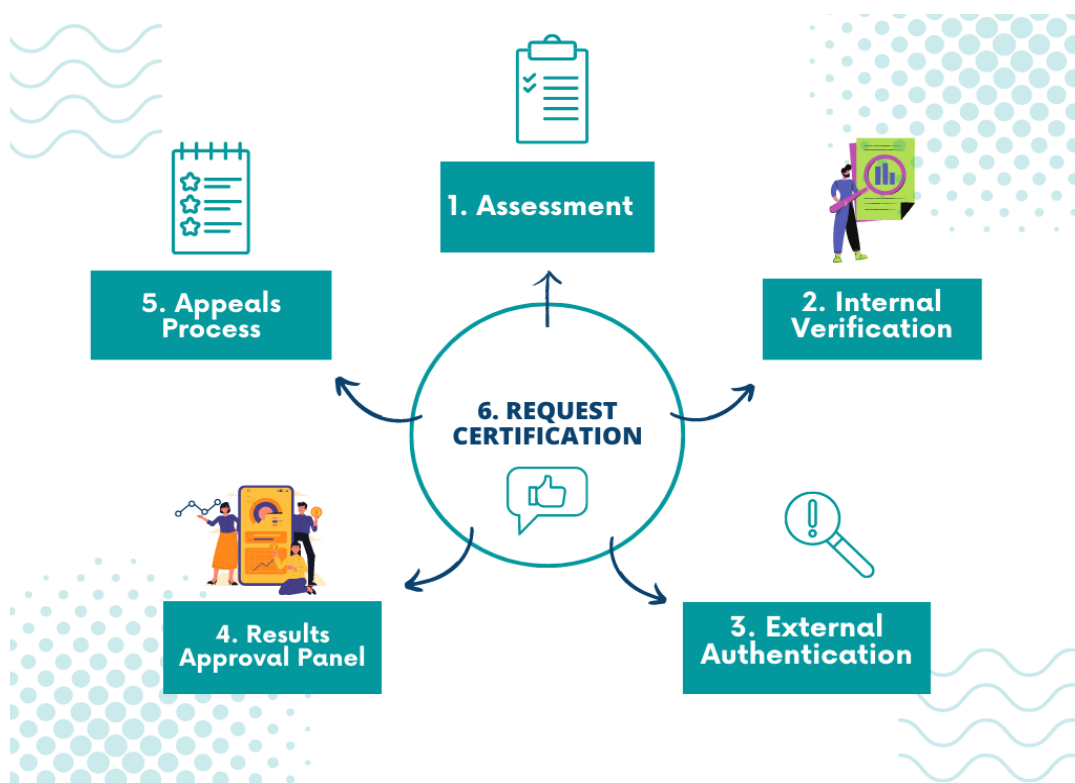 1. Assessment
2. Internal
Verification
3. External
Authentication
4. Results
Approval Panel
5. Appeals
Process
6. REQUEST
CERTIFICATION